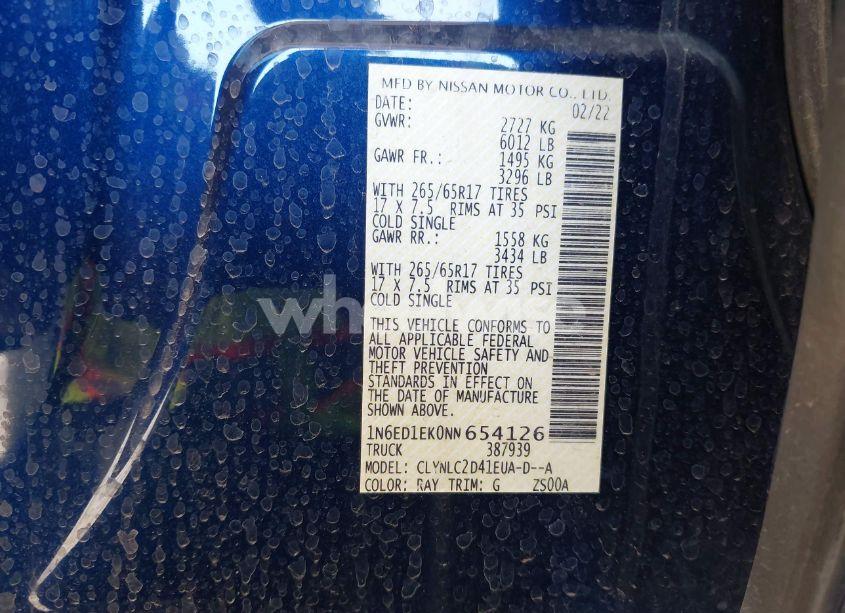 MFD BY NISSAN MOTOR CO., LTD.
DATE: 02/22
GVWR: 2727 KG
6012 LB
GAWR FR.: 1495 KG
3296 LB
WITH 265/65R17 TIRES
17 X 7.5 RIMS AT 35 PSI
COLD SINGLE
GAWR RR.: 1558 KG
3434 LB
WITH 265/65R17 TIRES
17 X 7.5 RIMS AT 35 PSI
COLD SINGLE
THIS VEHICLE CONFORMS TO
ALL APPLICABLE FEDERAL
MOTOR VEHICLE SAFETY AND
THEFT PREVENTION
STANDARDS IN EFFECT ON
THE DATE OF MANUFACTURE
SHOWN ABOVE.
1N6ED1EK0NN 654126
TRUCK 387939
MODEL: CLYNLC2D41EUA-D--A
COLOR: RAY TRIM: G ZS00A